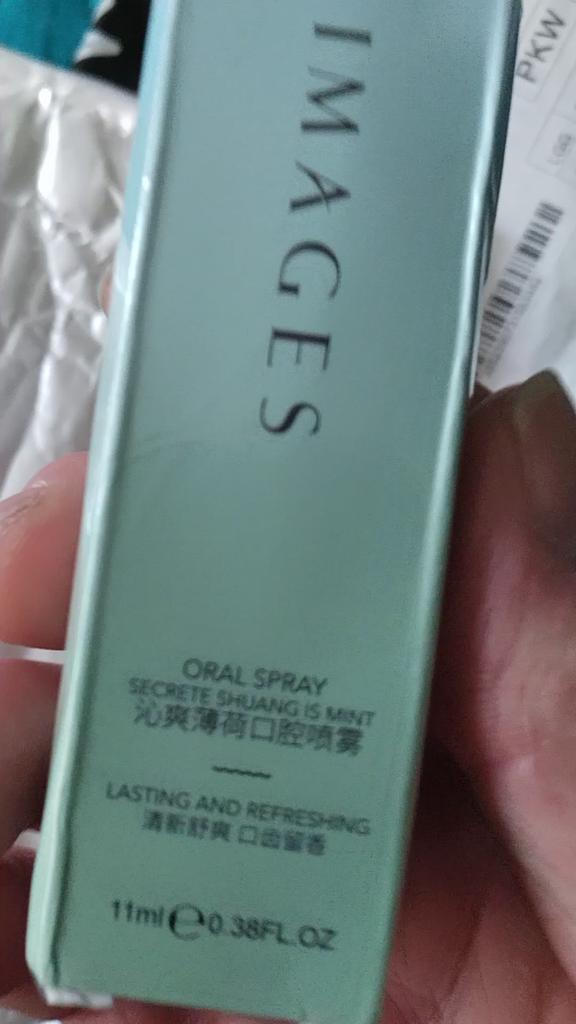 IMAGES
ORAL SPRAY
SECRETE SHUANG IS MINT
沁爽薄荷口腔喷雾
LASTING AND REFRESHING
清新舒爽 口齿留香
11ml e 0.38FL.OZ
PKW